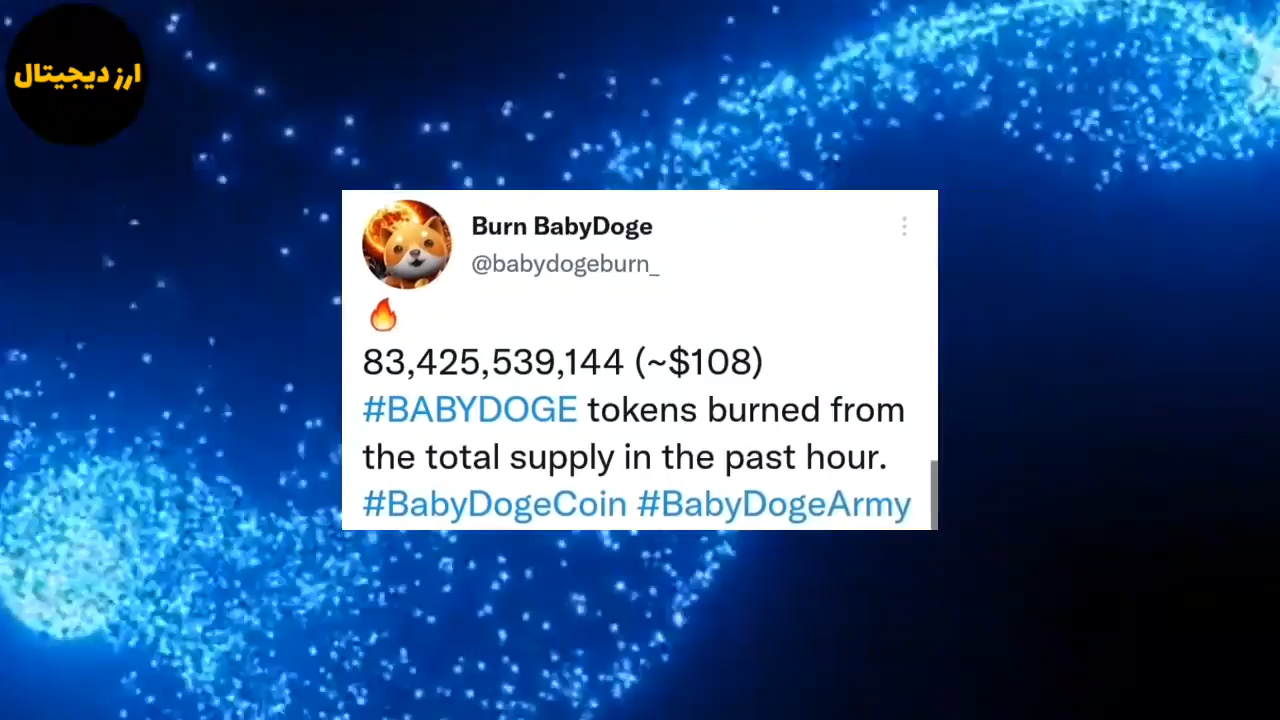 ارز دیجیتال
Burn BabyDoge
@babydogeburn_
🔥
83,425,539,144 (~$108)
#BABYDOGE tokens burned from
the total supply in the past hour.
#BabyDogeCoin #BabyDogeArmy